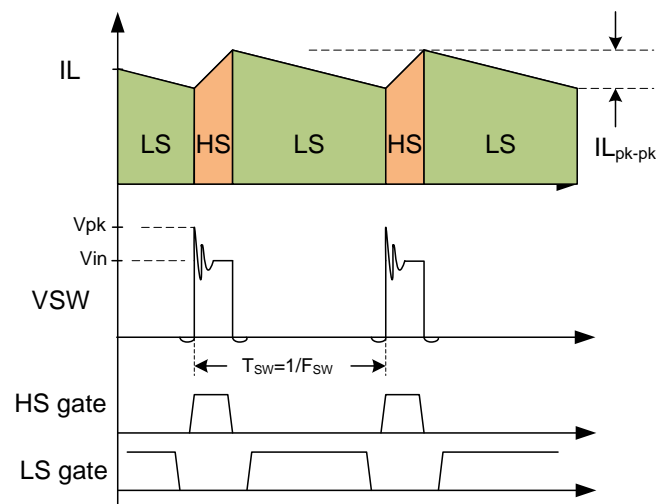 IL
LS
HS
LS
HS
LS
ILpk-pk
Vpk
Vin
VSW
TSW=1/FSW
HS gate
LS gate